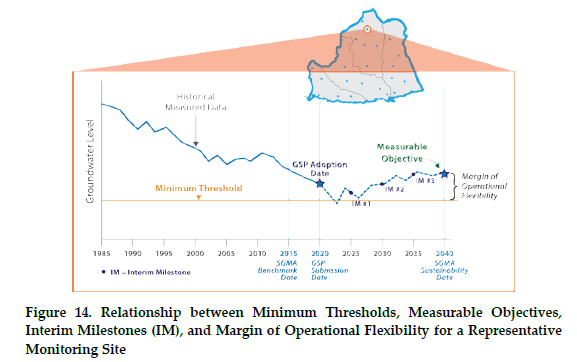 Historical
Measured Data
Groundwater Level
Measurable
Objective
GSP Adoption
Date
Margin of
Operational
Flexibility
Minimum Threshold
IM #1
IM #2
IM #3
1985 1990 1995 2000 2005 2010 2015 2020 2025 2030 2035 2040
SGMA
Benchmark
Date
GSP
Submission
Date
SGMA
Sustainability
Date
IM – Interim Milestone
Figure 14. Relationship between Minimum Thresholds, Measurable Objectives,
Interim Milestones (IM), and Margin of Operational Flexibility for a Representative
Monitoring Site